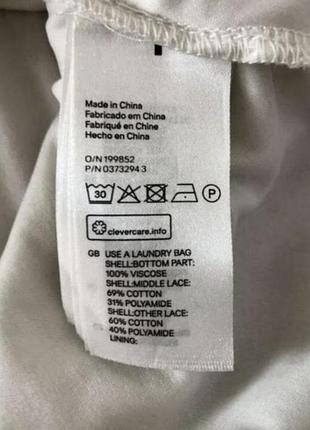 Made in China
Fabricado em China
Fabriqué en Chine
Hecho en China
O/N 199852
P/N 0373294 3
30 P
clevercare.info
GB USE A LAUNDRY BAG
SHELL:BOTTOM PART:
100% VISCOSE
SHELL:MIDDLE LACE:
69% COTTON
31% POLYAMIDE
SHELL:OTHER LACE:
60% COTTON
40% POLYAMIDE
LINING: